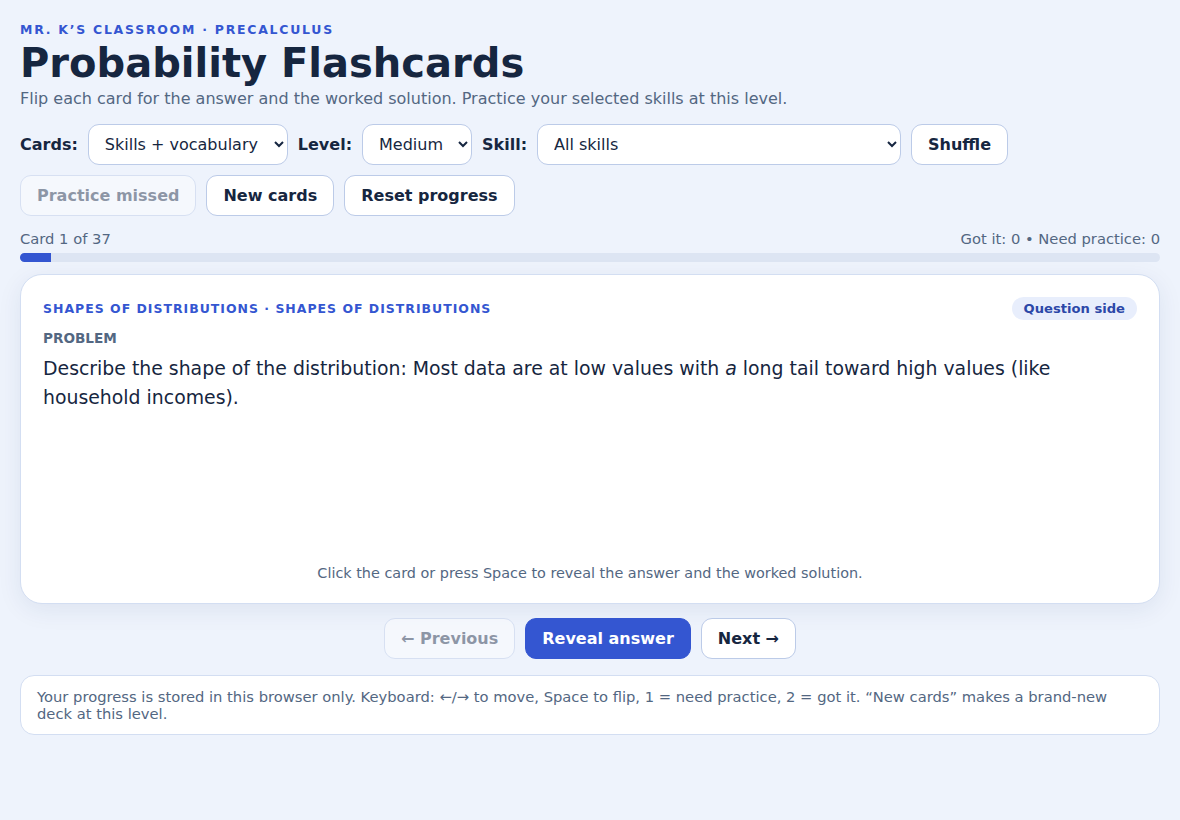 MR. K’S CLASSROOM · PRECALCULUS
Probability Flashcards
Flip each card for the answer and the worked solution. Practice your selected skills at this level.
Cards: Skills + vocabulary Level: Medium Skill: All skills Shuffle
Practice missed New cards Reset progress
Card 1 of 37 Got it: 0 • Need practice: 0
SHAPES OF DISTRIBUTIONS · SHAPES OF DISTRIBUTIONS Question side
PROBLEM
Describe the shape of the distribution: Most data are at low values with a long tail toward high values (like
household incomes).
Click the card or press Space to reveal the answer and the worked solution.
← Previous Reveal answer Next →
Your progress is stored in this browser only. Keyboard: ←/→ to move, Space to flip, 1 = need practice, 2 = got it. “New cards” makes a brand-new
deck at this level.